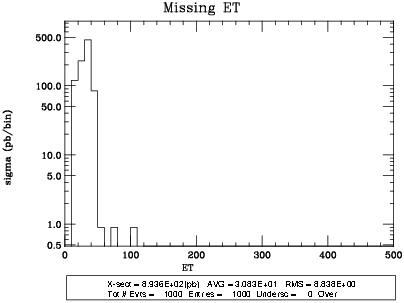 Missing ET
500.0
100.0
50.0
10.0
5.0
1.0
0.5
sigma (pb/bin)
0 100 200 300 400 500
ET
X-sect = 8.936E+02(pb) AVG = 3.083E+01 RMS = 8.838E+00
Tot # Evts = 1000 Entries = 1000 Undersc = 0 Over